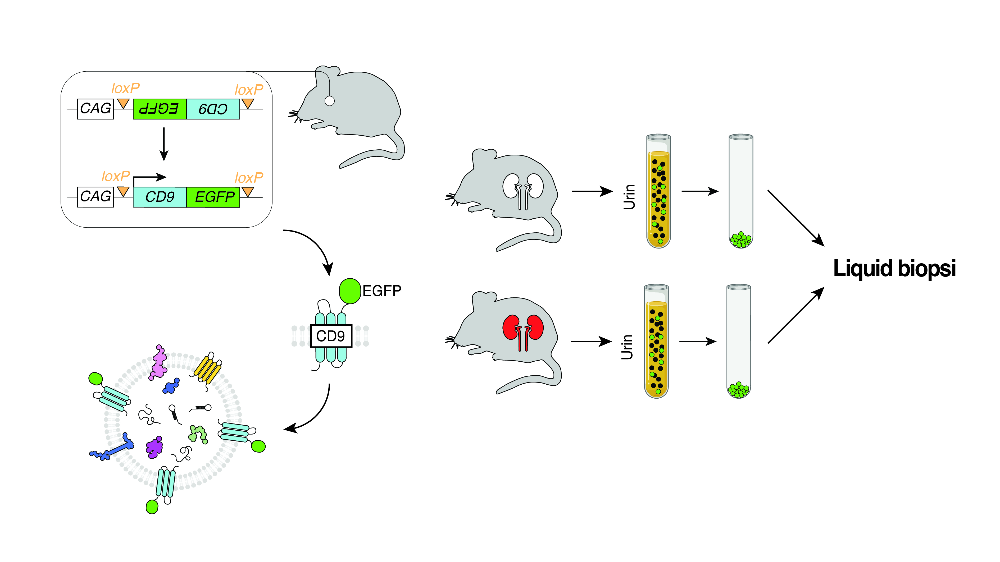 loxP
loxP
CAG
EGFP
CD9
loxP
loxP
CAG
CD9
EGFP
EGFP
CD9
Urin
Urin
Liquid biopsi